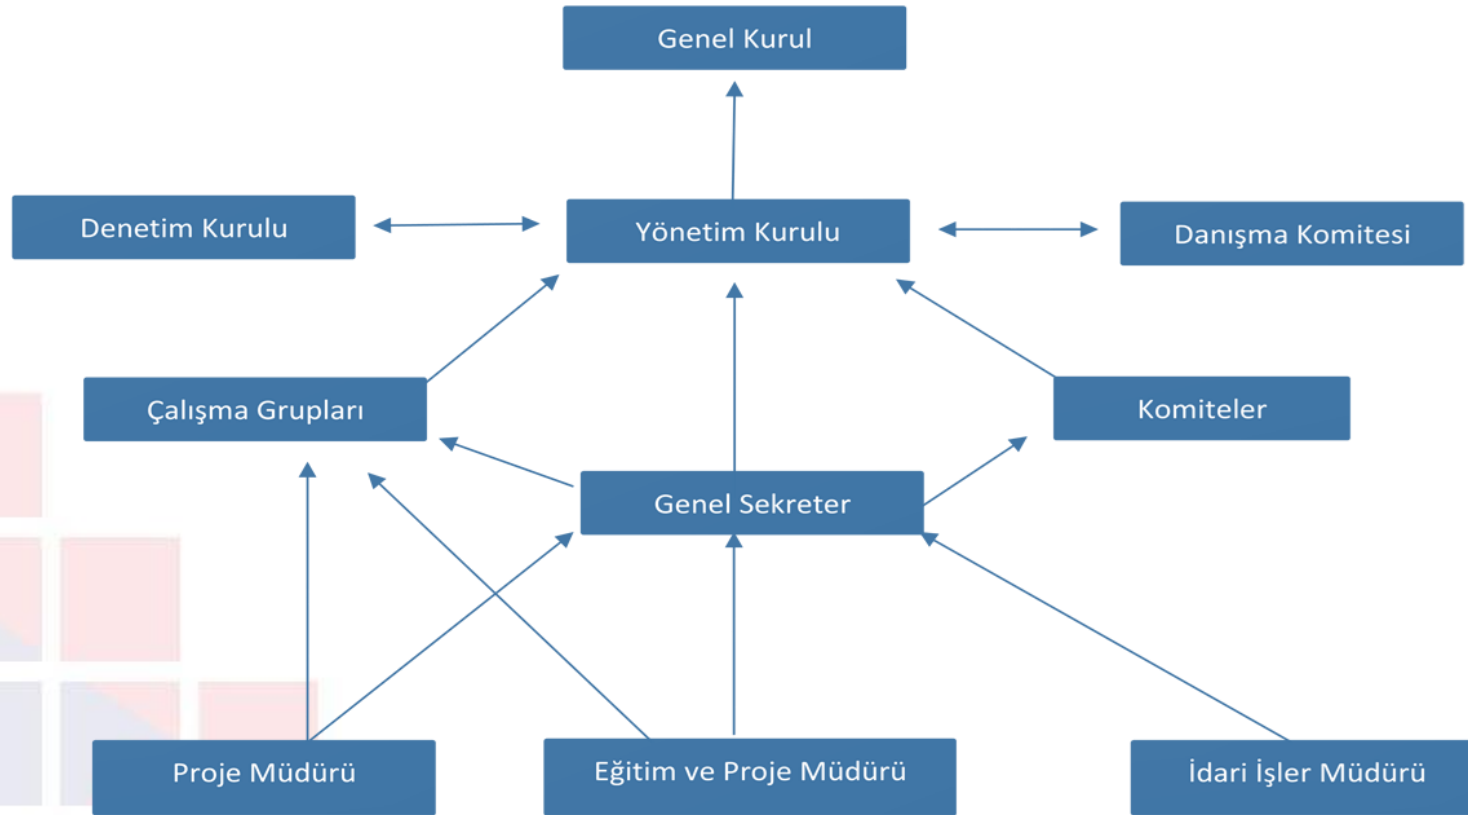 Genel Kurul
Denetim Kurulu
Yönetim Kurulu
Danışma Komitesi
Çalışma Grupları
Komiteler
Genel Sekreter
Proje Müdürü
Eğitim ve Proje Müdürü
İdari İşler Müdürü